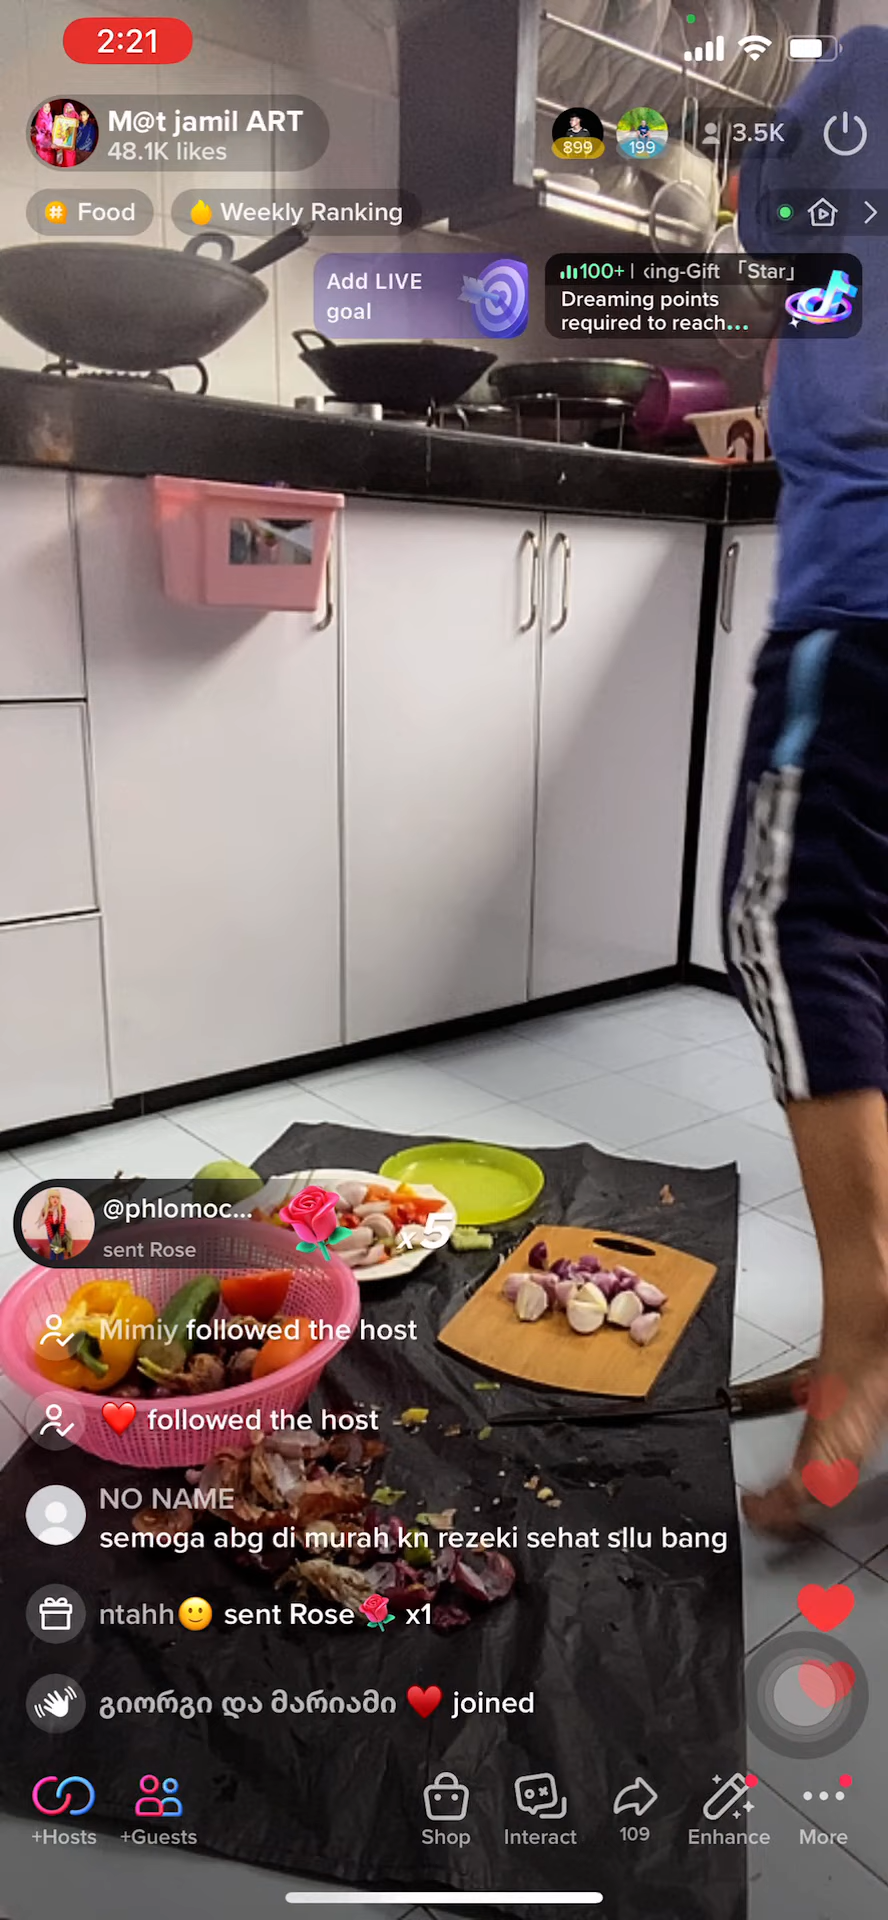 2:21
M@t jamil ART
48.1K likes
899
199
3.5K
Food
Weekly Ranking
Add LIVE
goal
100+ | king-Gift 「Star」
Dreaming points
required to reach...
@phlomoc...
sent Rose
x5
Mimiy followed the host
❤️ followed the host
NO NAME
semoga abg di murah kn rezeki sehat sllu bang
ntahh🙂 sent Rose🌹 x1
გიორგი და მარიამი ♥️ joined
+Hosts
+Guests
Shop
Interact
109
Enhance
More